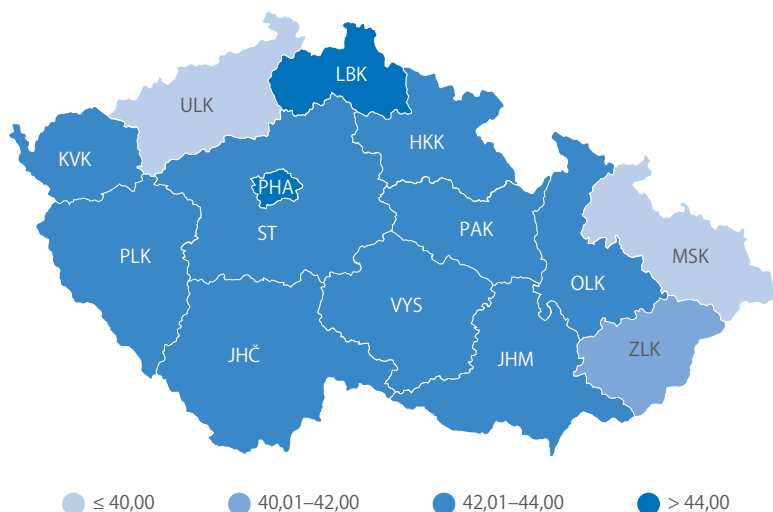 LBK
ULK
HKK
KVK
PHA
ST
PAK
PLK
MSK
OLK
VYS
ZLK
JHČ
JHM
≤ 40,00
40,01–42,00
42,01–44,00
> 44,00